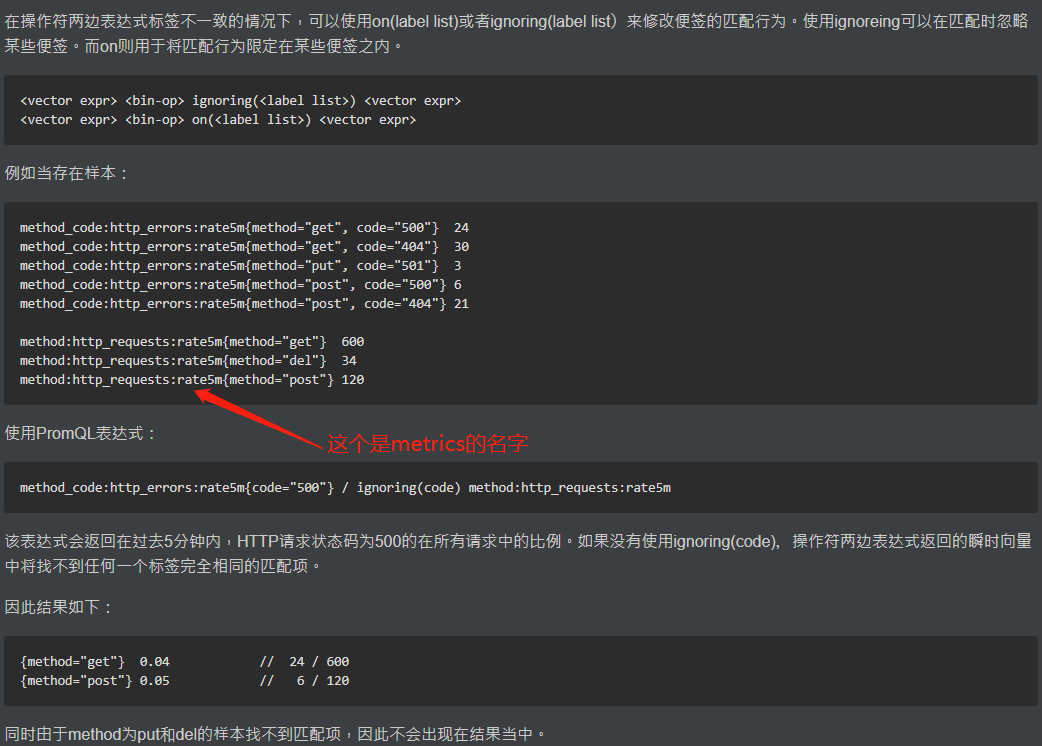 在操作符两边表达式标签不一致的情况下，可以使用on(label list)或者ignoring(label list）来修改便签的匹配行为。使用ignoreing可以在匹配时忽略
某些便签。而on则用于将匹配行为限定在某些便签之内。
<vector expr> <bin-op> ignoring(<label list>) <vector expr>
<vector expr> <bin-op> on(<label list>) <vector expr>
例如当存在样本：
method_code:http_errors:rate5m{method="get", code="500"}  24
method_code:http_errors:rate5m{method="get", code="404"}  30
method_code:http_errors:rate5m{method="put", code="501"}  3
method_code:http_errors:rate5m{method="post", code="500"} 6
method_code:http_errors:rate5m{method="post", code="404"} 21
method:http_requests:rate5m{method="get"}  600
method:http_requests:rate5m{method="del"}  34
method:http_requests:rate5m{method="post"} 120
这个是metrics的名字
使用PromQL表达式：
method_code:http_errors:rate5m{code="500"} / ignoring(code) method:http_requests:rate5m
该表达式会返回在过去5分钟内，HTTP请求状态码为500的在所有请求中的比例。如果没有使用ignoring(code)，操作符两边表达式返回的瞬时向量
中将找不到任何一个标签完全相同的匹配项。
因此结果如下：
{method="get"}  0.04            //  24 / 600
{method="post"} 0.05            //   6 / 120
同时由于method为put和del的样本找不到匹配项，因此不会出现在结果当中。